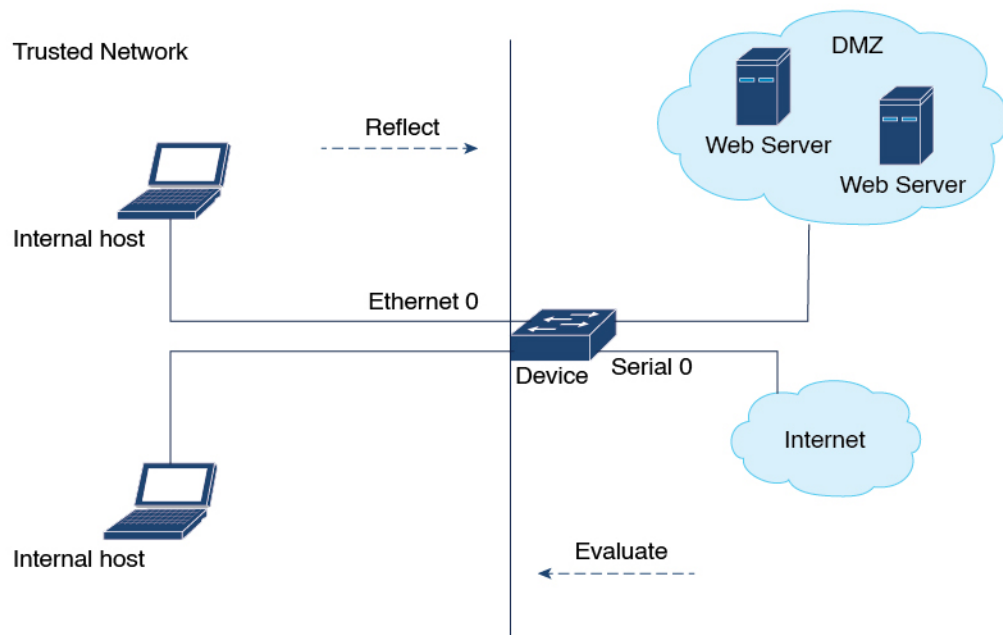 Trusted Network
DMZ
Reflect
Web Server
Web Server
Internal host
Ethernet 0
Device
Serial 0
Internet
Internal host
Evaluate